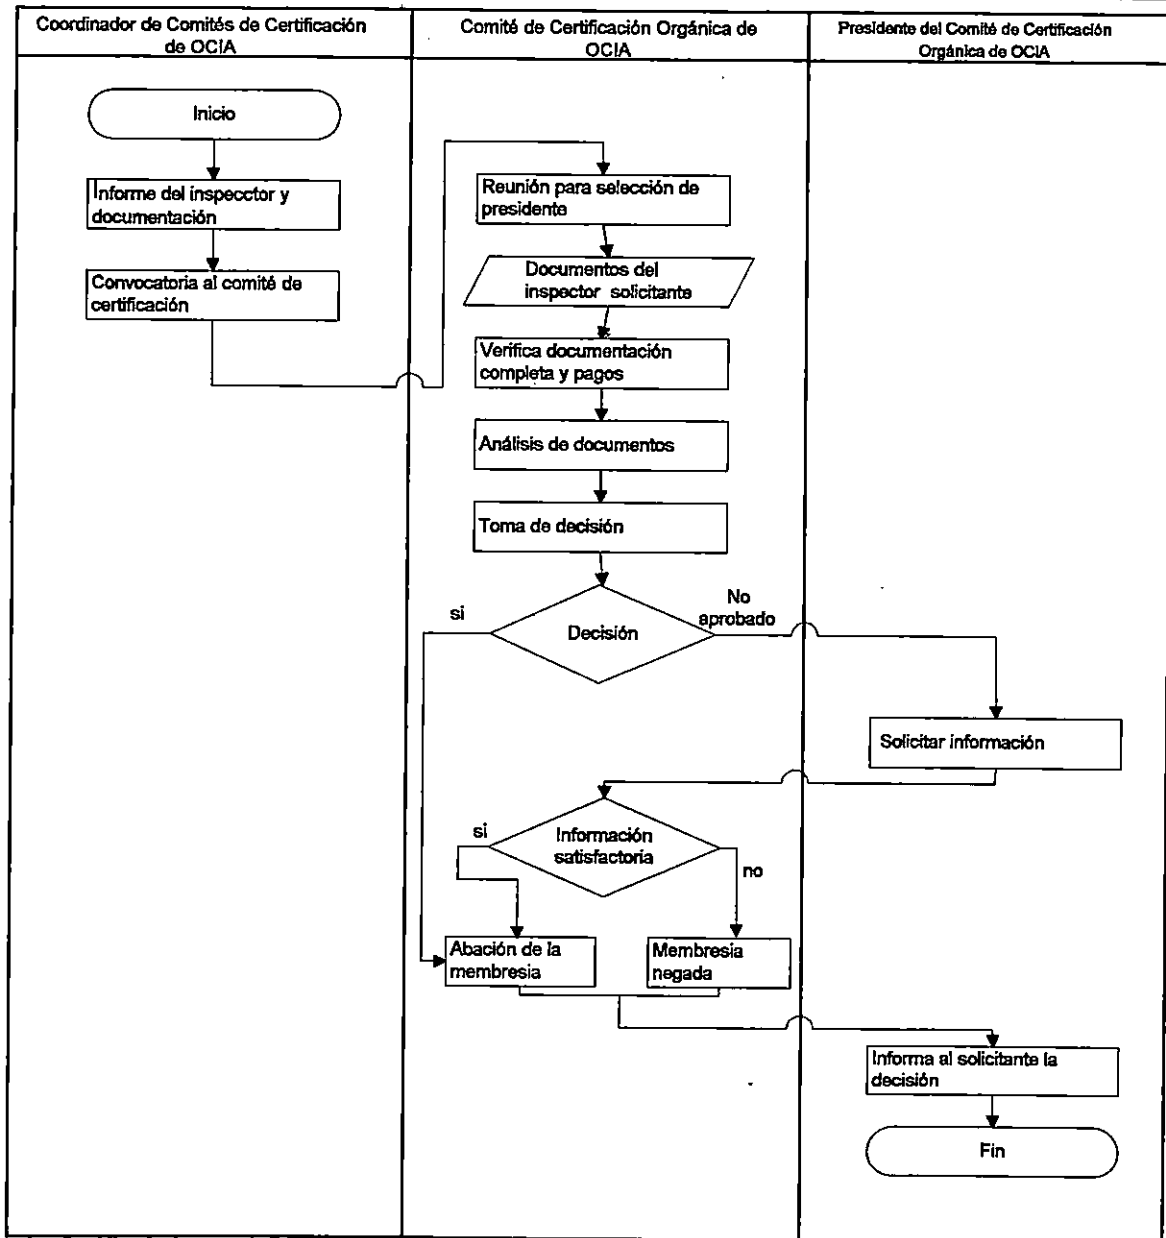 Coordinador de Comités de Certificación
de OCIA
Comité de Certificación Orgánica de
OCIA
Presidente del Comité de Certificación
Orgánica de OCIA
Inicio
Informe del inspecctor y
documentación
Convocatoria al comité de
certificación
Reunión para selección de
presidente
Documentos del
inspector solicitante
Verifica documentación
completa y pagos
Análisis de documentos
Toma de decisión
si
Decisión
No
aprobado
Solicitar información
si
Información
satisfactoria
no
Abación de la
membresia
Membresia
negada
Informa al solicitante la
decisión
Fin